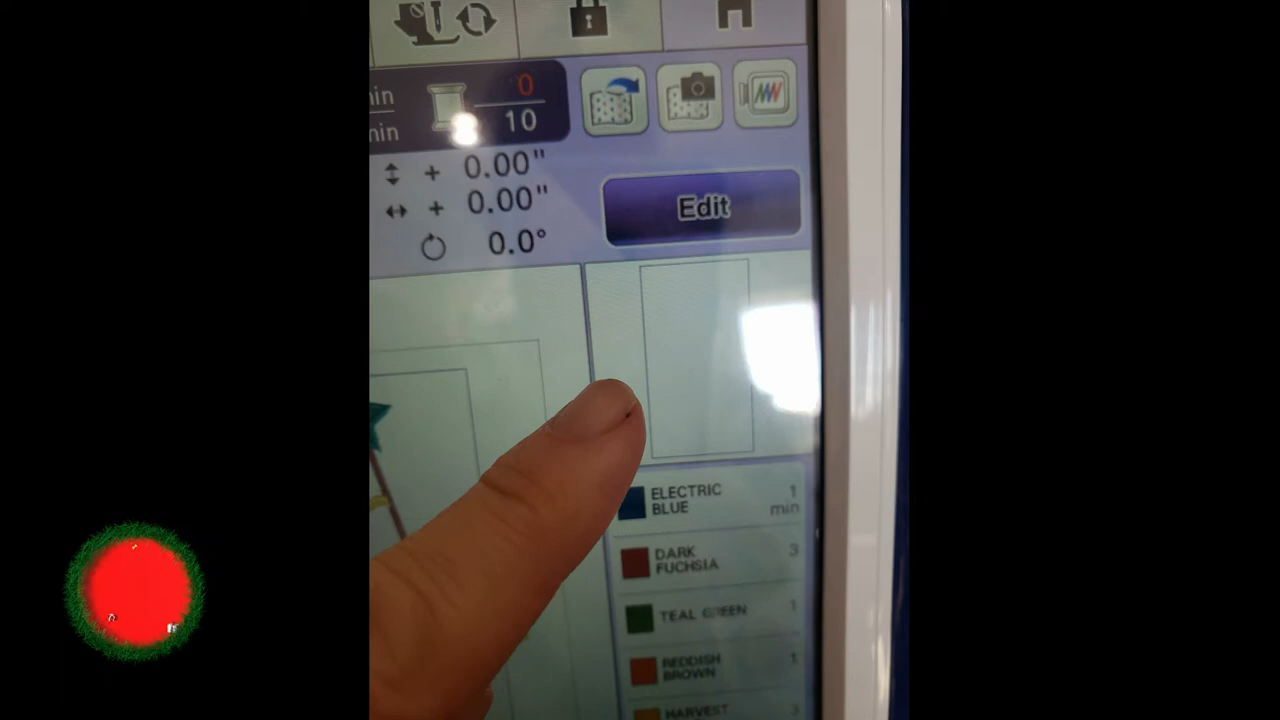 min
0
min
10
+ 0.00"
+ 0.00"
0.0°
Edit
ELECTRIC
BLUE
1
min
DARK
FUCHSIA
3
TEAL GREEN
1
REDDISH
BROWN
1
HARVEST
3